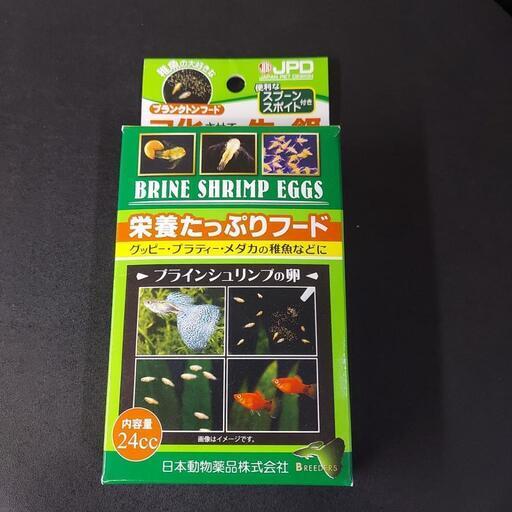 稚魚の大好きな
JPD
JAPAN PET DESIGN
プランクトンフード
便利な
スプーン
スポイト付き
BRINE SHRIMP EGGS
栄養たっぷりフード
グッピー・プラティー・メダカの稚魚などに
ブラインシュリンプの卵
内容量
24cc
画像はイメージです。
日本動物薬品株式会社
BREEDERS